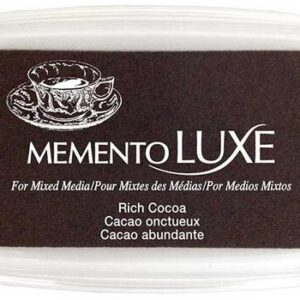 MEMENTO LUXE
For Mixed Media/Pour Mixtes des Médias/Por Medios Mixtos
Rich Cocoa
Cacao onctueux
Cacao abundante